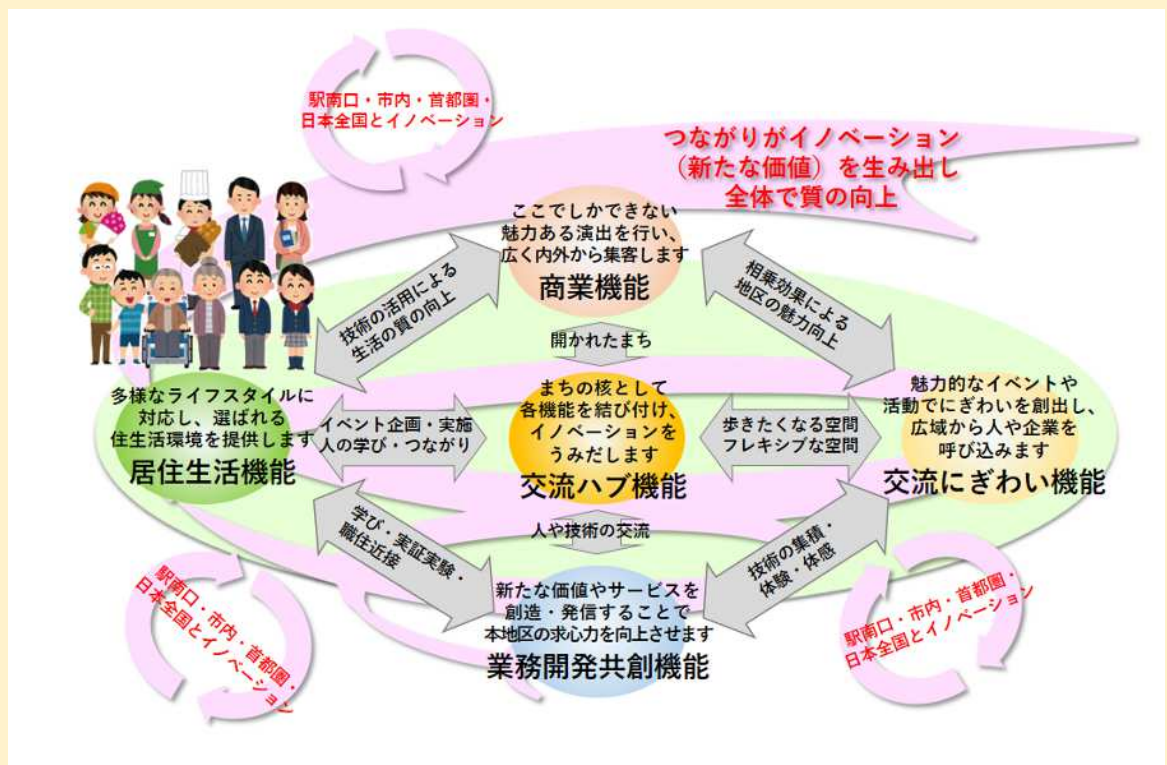 駅南口・市内・首都圏・
日本全国とイノベーション
つながりがイノベーション
（新たな価値）を生み出し
全体で質の向上
ここでしかできない
魅力ある演出を行い、
広く内外から集客します
商業機能
技術の活用による
生活の質の向上
相乗効果による
地区の魅力向上
開かれたまち
多様なライフスタイルに
対応し、選ばれる
住生活環境を提供します
居住生活機能
イベント企画・実施
人の学び・つながり
まちの核として
各機能を結び付け、
イノベーションを
うみだします
交流ハブ機能
歩きたくなる空間
フレキシブな空間
魅力的なイベントや
活動でにぎわいを創出し、
広域から人や企業を
呼び込みます
交流にぎわい機能
学び・実証実験・
職住近接
人や技術の交流
技術の集積・
体験・体感
新たな価値やサービスを
創造・発信することで
本地区の求心力を向上させます
業務開発共創機能
駅南口・市内・首都圏・
日本全国とイノベーション
駅南口・市内・首都圏・
日本全国とイノベーション